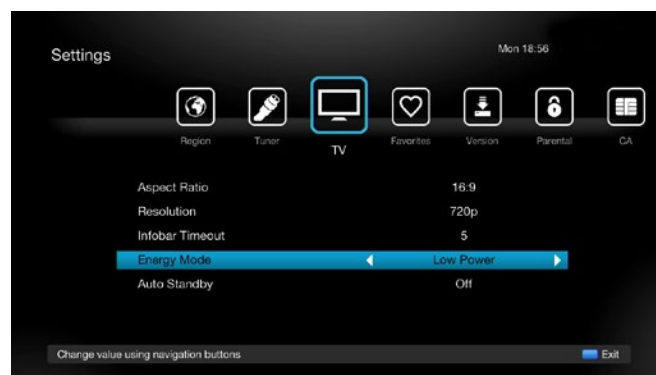 Settings
Mon 18:56
Region Tuner TV Favorites Version Parental CA
Aspect Ratio 16:9
Resolution 720p
Infobar Timeout 5
Energy Mode Low Power
Auto Standby Off
Change value using navigation buttons Exit